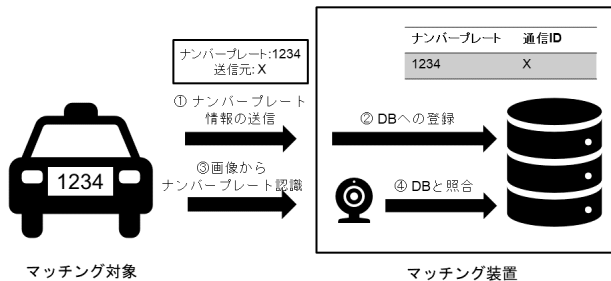 ナンバープレート:1234
送信元: X
ナンバープレート 通信ID
1234 X
① ナンバープレート
情報の送信
② DBへの登録
③画像から
ナンバープレート認識
④ DBと照合
1234
マッチング対象
マッチング装置